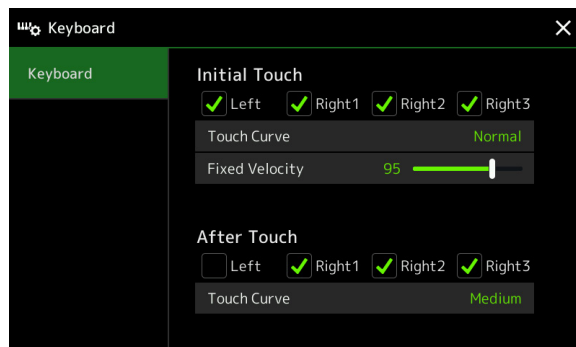 Keyboard
Keyboard
Initial Touch
Left Right1 Right2 Right3
Touch Curve Normal
Fixed Velocity 95
After Touch
Left Right1 Right2 Right3
Touch Curve Medium